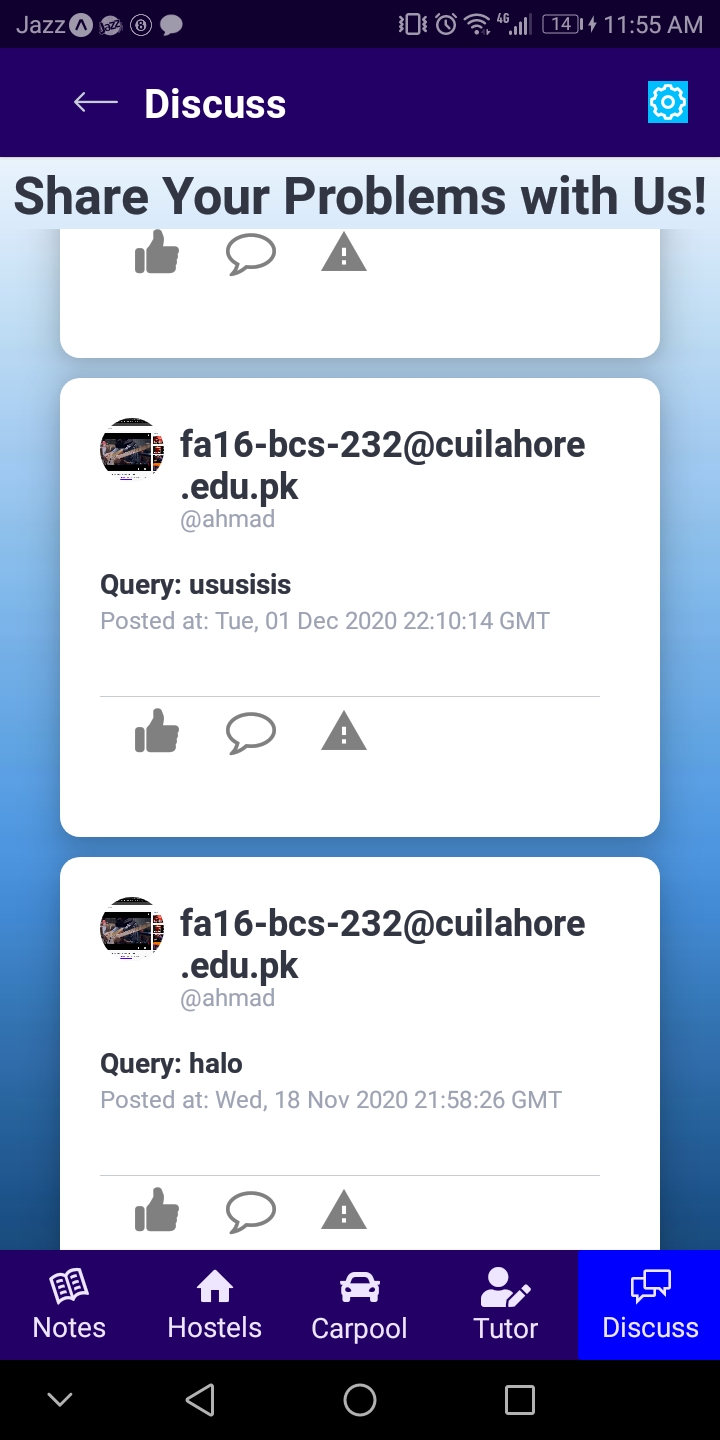 Jazz
4G
14
11:55 AM
Discuss
Share Your Problems with Us!
fa16-bcs-232@cuilahore
.edu.pk
@ahmad
Query: ususisis
Posted at: Tue, 01 Dec 2020 22:10:14 GMT
fa16-bcs-232@cuilahore
.edu.pk
@ahmad
Query: halo
Posted at: Wed, 18 Nov 2020 21:58:26 GMT
Notes
Hostels
Carpool
Tutor
Discuss